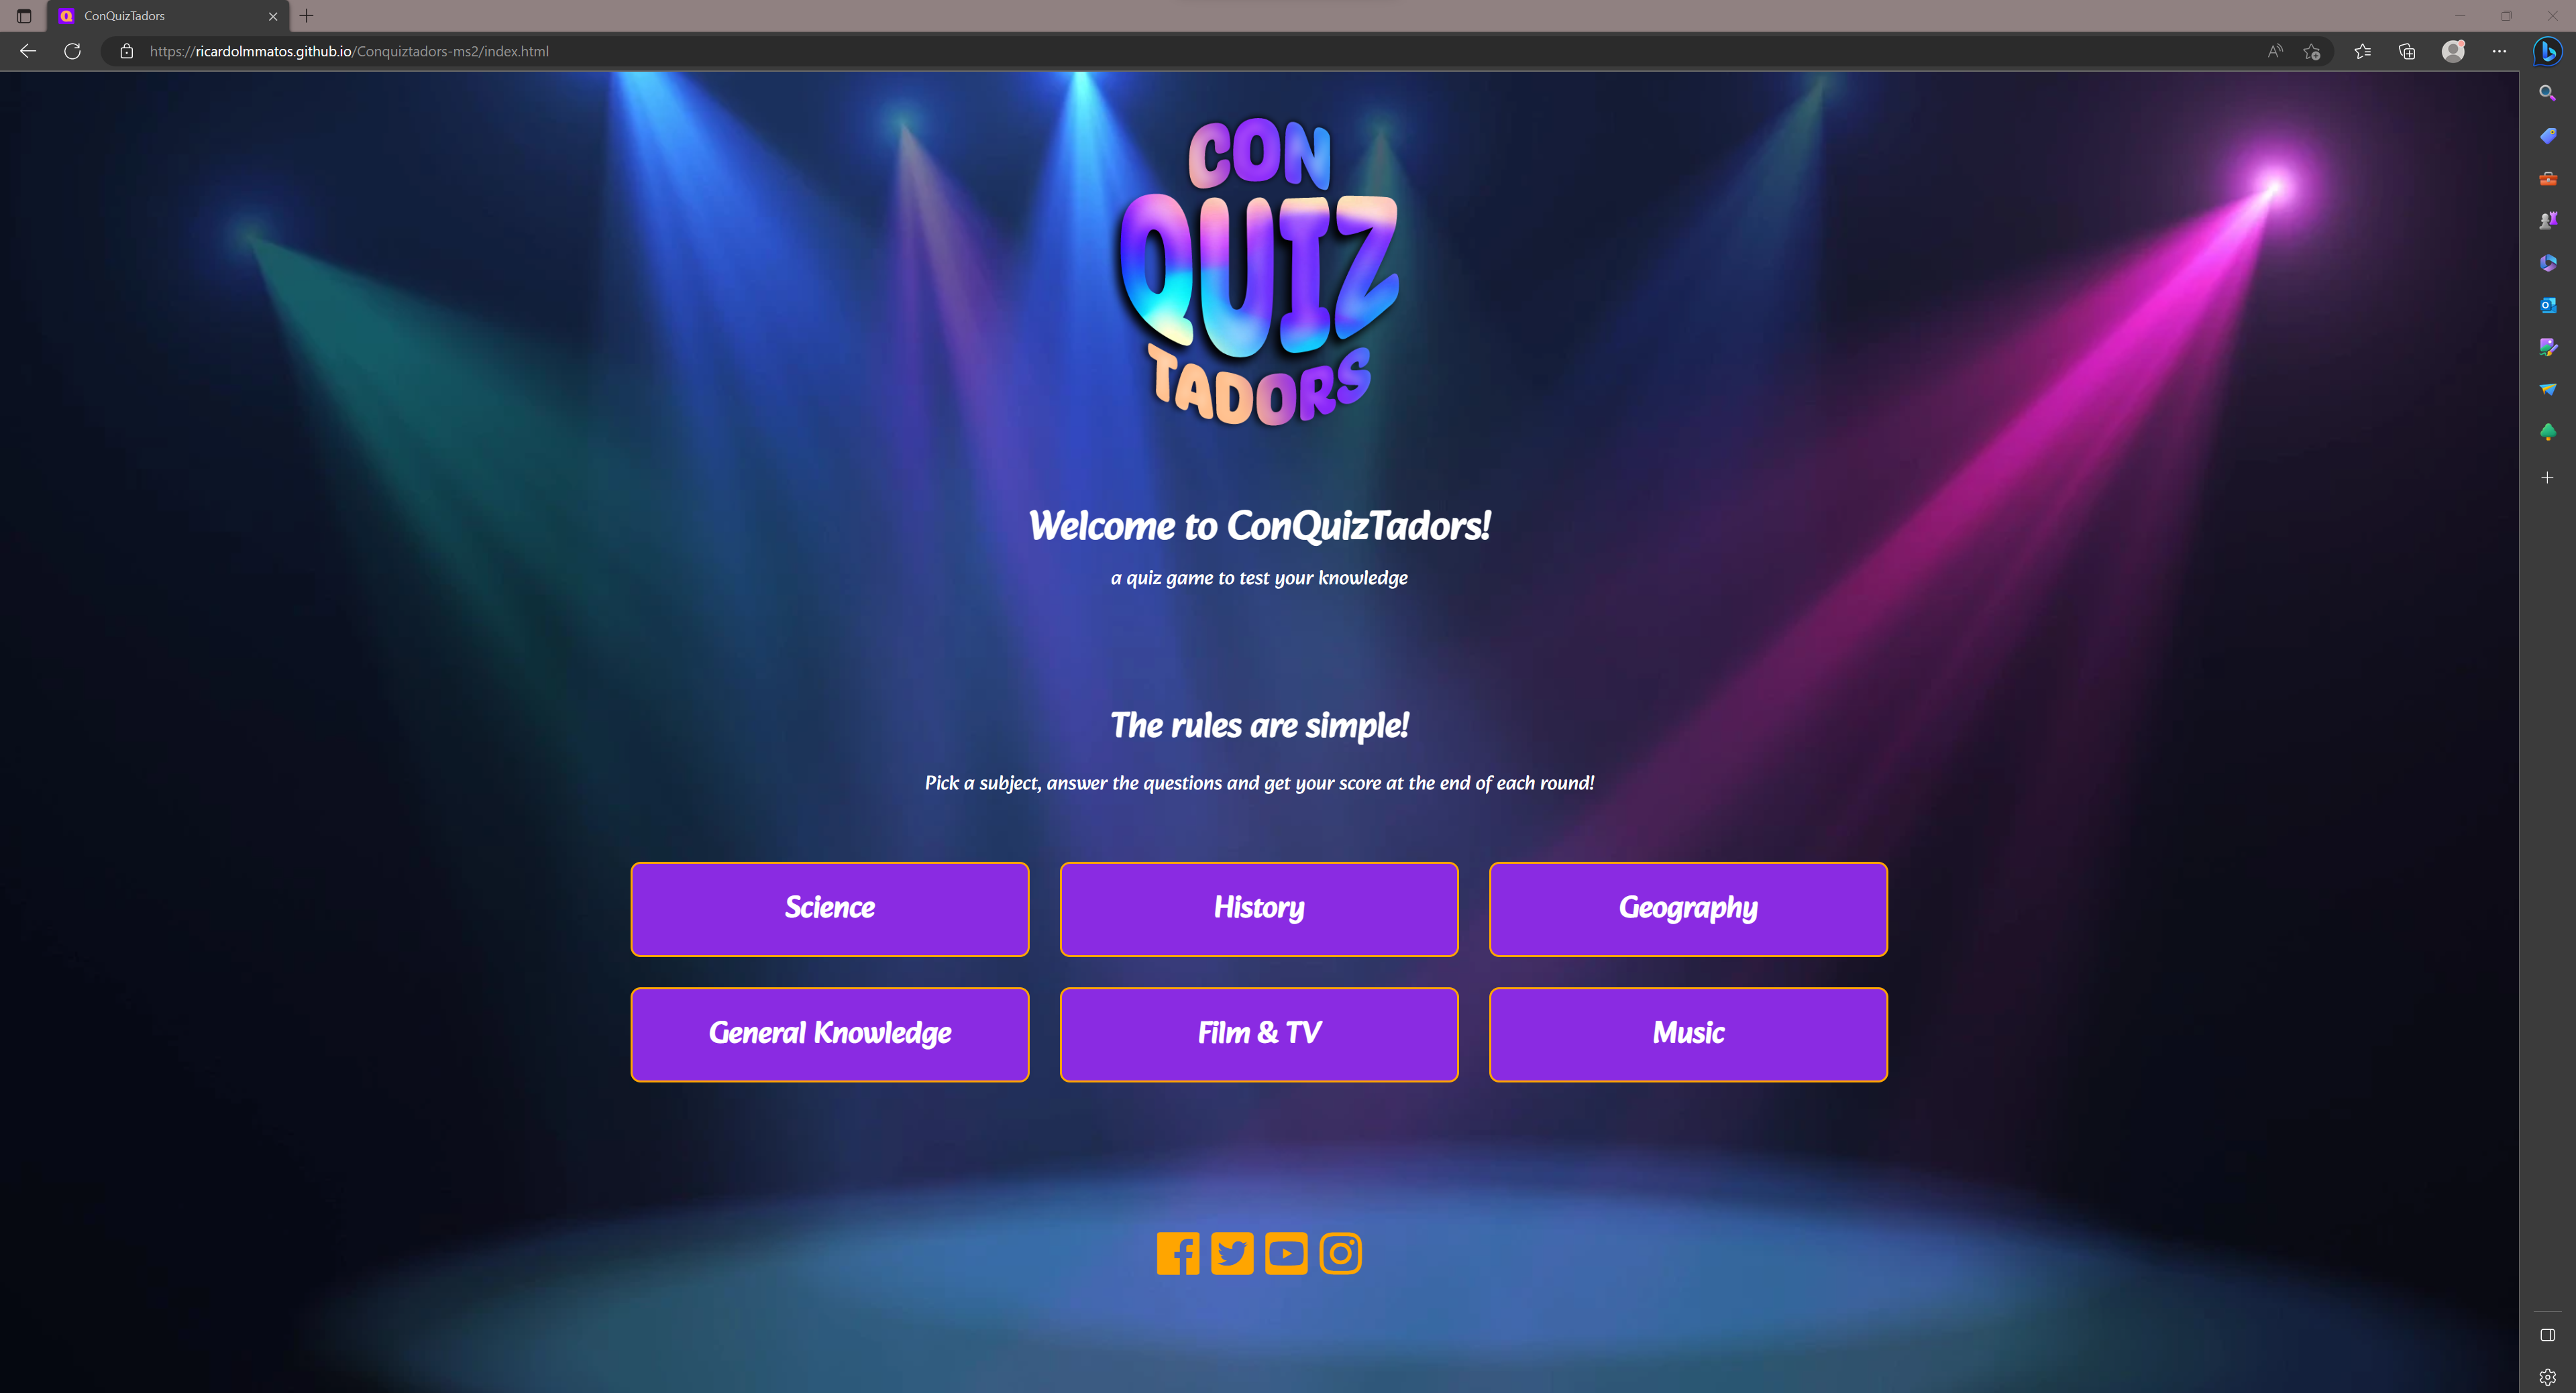 ConQuizTadors
https://ricardolmmatos.github.io/Conquiztadors-ms2/index.html
CON
QUIZ
TADORS
Welcome to ConQuizTadors!
a quiz game to test your knowledge
The rules are simple!
Pick a subject, answer the questions and get your score at the end of each round!
Science History Geography
General Knowledge Film & TV Music